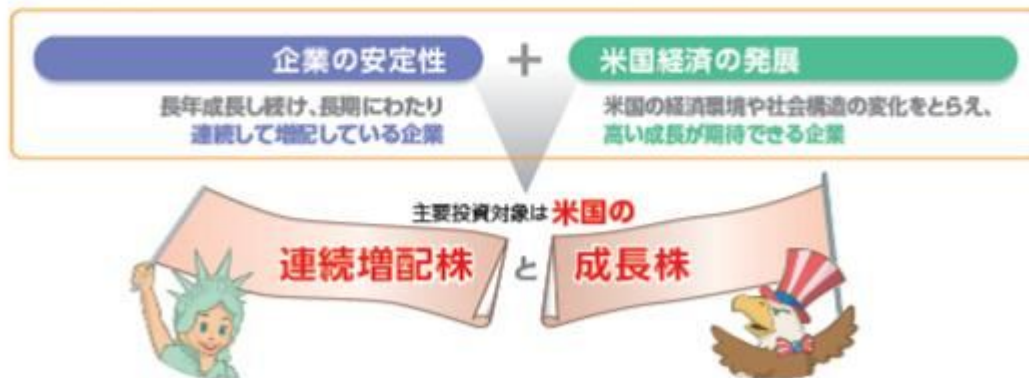 企業の安定性
+
米国経済の発展
長年成長し続け、長期にわたり
連続して増配している企業
米国の経済環境や社会構造の変化をとらえ、
高い成長が期待できる企業
主要投資対象は米国の
連続増配株と成長株